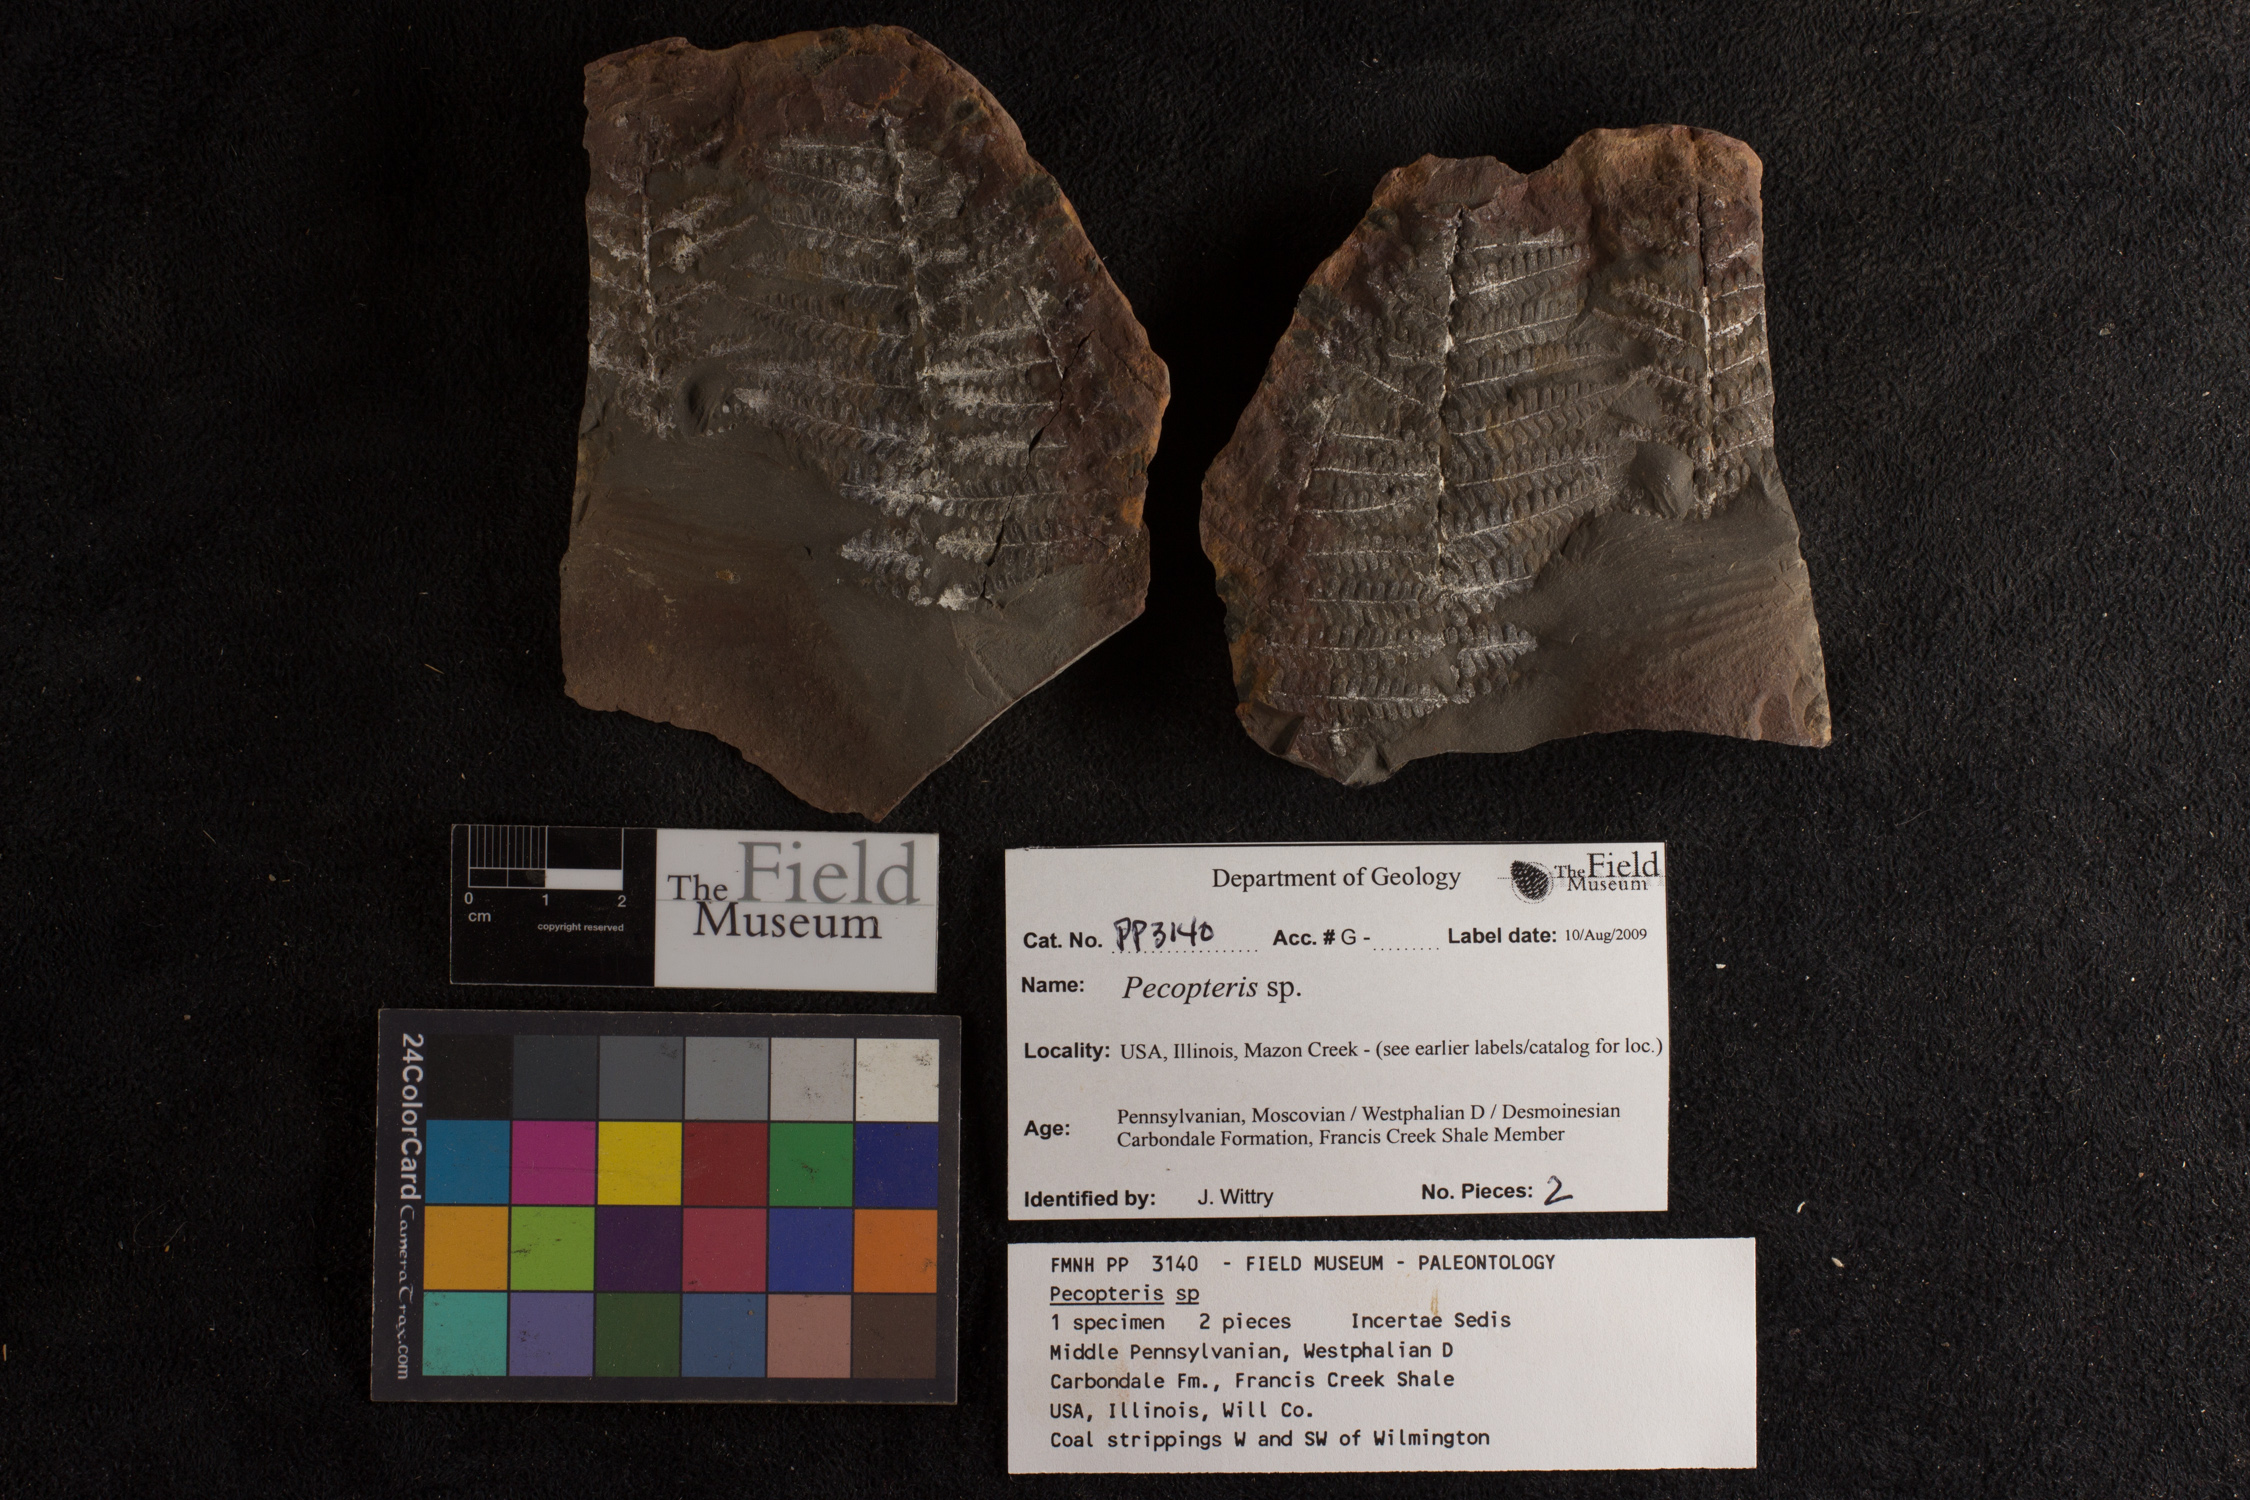 0 1 2
cm
copyright reserved
The Field
Museum
24ColorCard CameraTrax.com
Department of Geology
The Field
Museum
Cat. No. PP3140 Acc. # G - ........ Label date: 10/Aug/2009
Name: Pecopteris sp.
Locality: USA, Illinois, Mazon Creek - (see earlier labels/catalog for loc.)
Age: Pennsylvanian, Moscovian / Westphalian D / Desmoinesian
Carbondale Formation, Francis Creek Shale Member
Identified by: J. Wittry No. Pieces: 2
FMNH PP 3140 - FIELD MUSEUM - PALEONTOLOGY
Pecopteris sp
1 specimen 2 pieces Incertae Sedis
Middle Pennsylvanian, Westphalian D
Carbondale Fm., Francis Creek Shale
USA, Illinois, Will Co.
Coal strippings W and SW of Wilmington